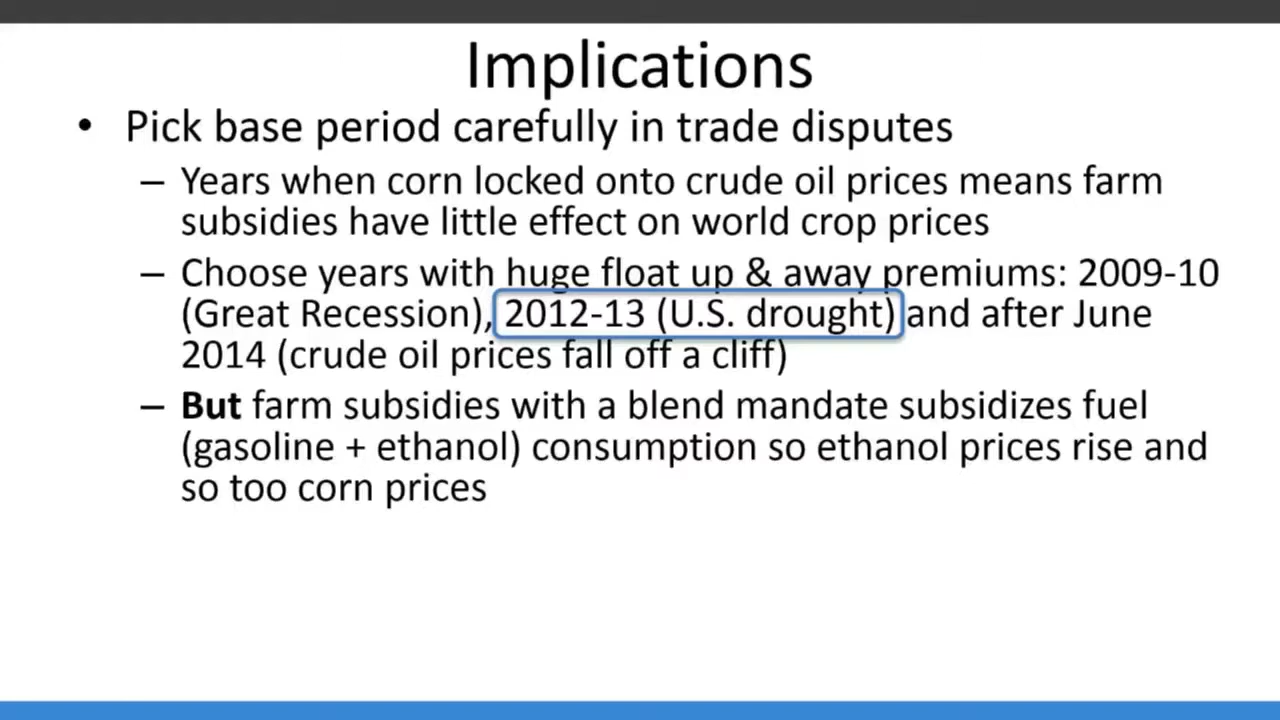 Implications
• Pick base period carefully in trade disputes
– Years when corn locked onto crude oil prices means farm
subsidies have little effect on world crop prices
– Choose years with huge float up & away premiums: 2009-10
(Great Recession), 2012-13 (U.S. drought) and after June
2014 (crude oil prices fall off a cliff)
– But farm subsidies with a blend mandate subsidizes fuel
(gasoline + ethanol) consumption so ethanol prices rise and
so too corn prices